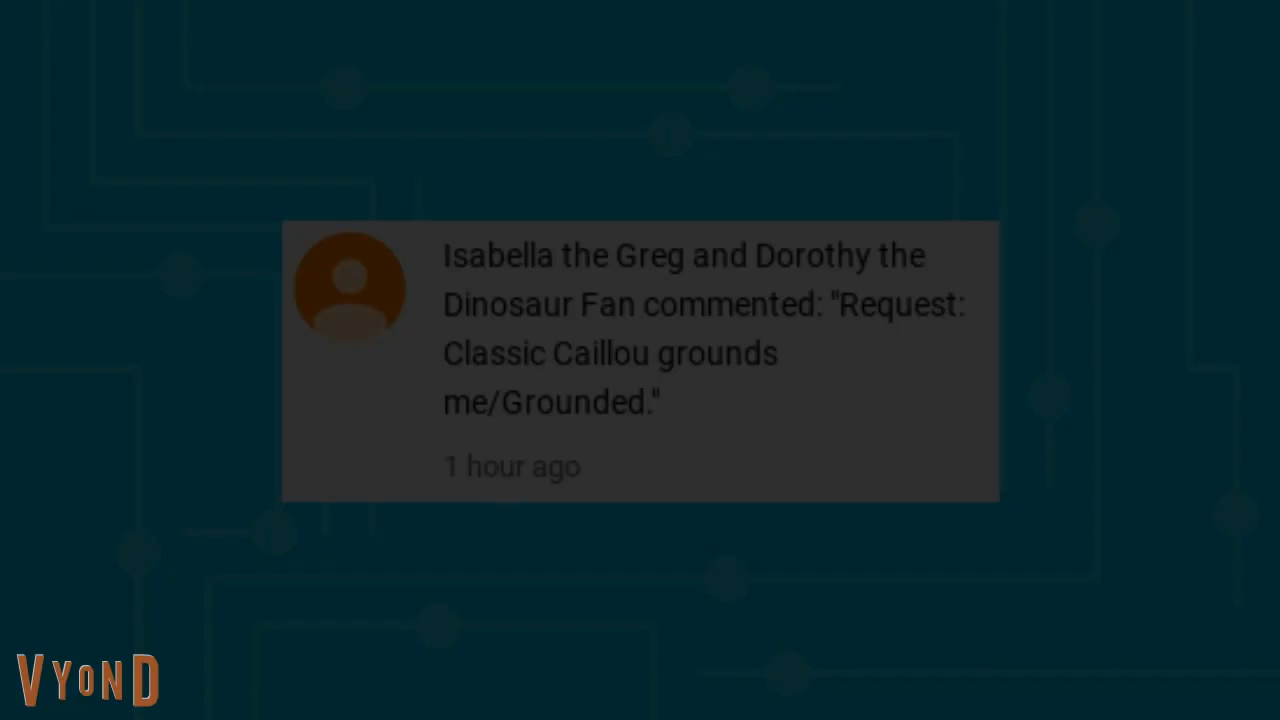 Isabella the Greg and Dorothy the
Dinosaur Fan commented: "Request:
Classic Caillou grounds
me/Grounded."
1 hour ago
VYOND